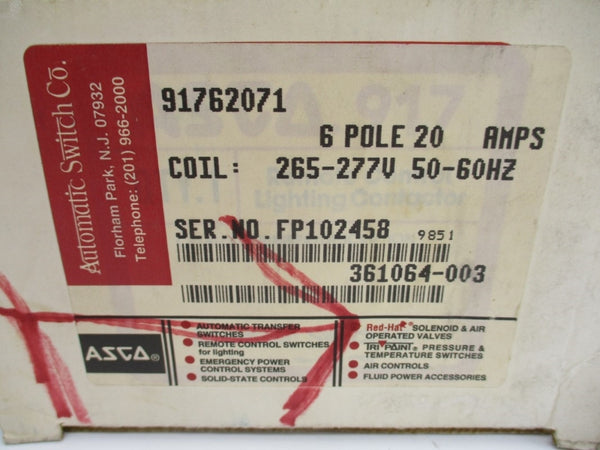 Automatic Switch Co.
Florham Park, N.J. 07932
Telephone: (201) 966-2000
91762071
6 POLE 20 AMPS
COIL: 265-277V 50-60HZ
SER.NO.FP102458 9851
361064-003
ASCO®
AUTOMATIC TRANSFER
SWITCHES
REMOTE CONTROL SWITCHES
for lighting
EMERGENCY POWER
CONTROL SYSTEMS
SOLID-STATE CONTROLS
Red-Hat® SOLENOID & AIR
OPERATED VALVES
TRI-POINT® PRESSURE &
TEMPERATURE SWITCHES
AIR CONTROLS
FLUID POWER ACCESSORIES
917
Lighting Contactor